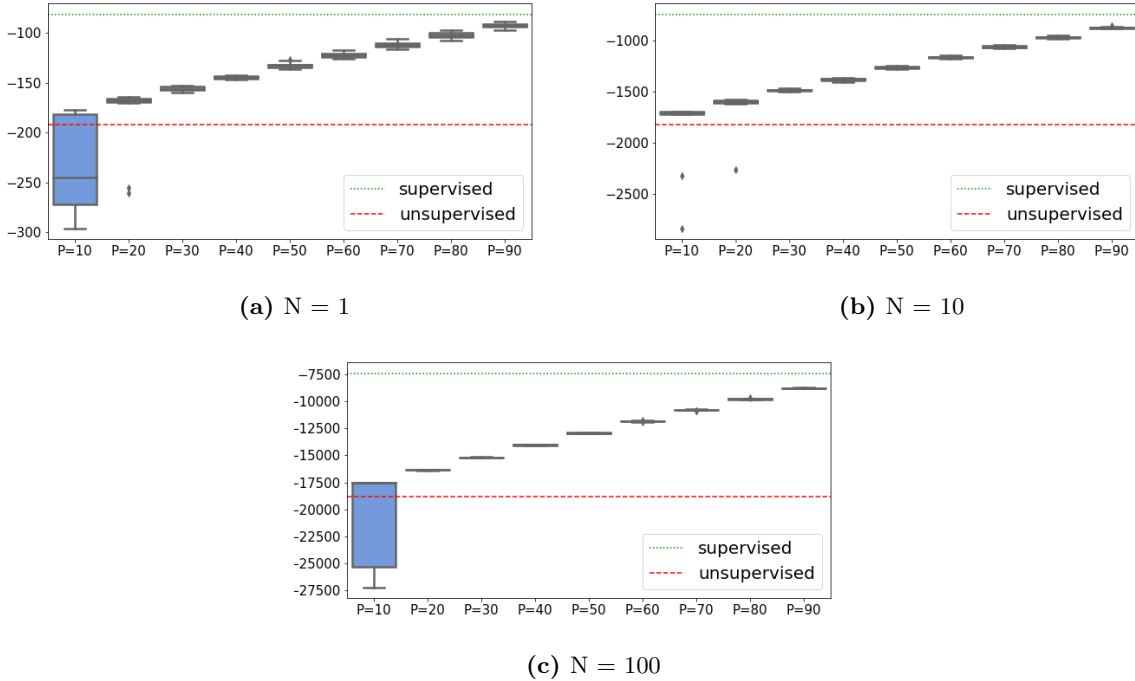 −100
−150
−200
−250
−300
supervised
unsupervised
P=10 P=20 P=30 P=40 P=50 P=60 P=70 P=80 P=90
(a) N = 1
−1000
−1500
−2000
−2500
supervised
unsupervised
P=10 P=20 P=30 P=40 P=50 P=60 P=70 P=80 P=90
(b) N = 10
−7500
−10000
−12500
−15000
−17500
−20000
−22500
−25000
−27500
supervised
unsupervised
P=10 P=20 P=30 P=40 P=50 P=60 P=70 P=80 P=90
(c) N = 100